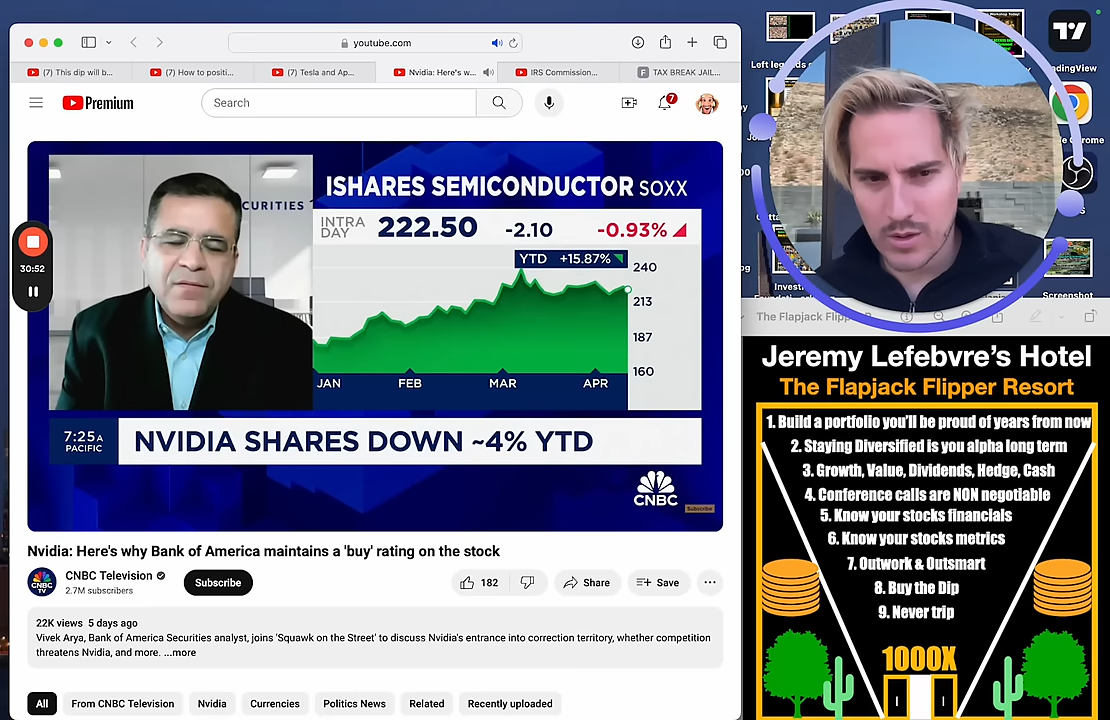 youtube.com
(7) This dip will b...
(7) How to positi...
(7) Tesla and Ap...
Nvidia: Here's w...
IRS Commission...
TAX BREAK JAIL...
Premium
Search
7
CURITIES
ISHARES SEMICONDUCTOR SOXX
INTRA
DAY
222.50
-2.10
-0.93%
YTD +15.87%
240
213
187
160
JAN
FEB
MAR
APR
7:25A
PACIFIC
NVIDIA SHARES DOWN ~4% YTD
CNBC
Subscribe
30:52
Nvidia: Here's why Bank of America maintains a 'buy' rating on the stock
CNBC Television
2.7M subscribers
Subscribe
182
Share
Save
22K views 5 days ago
Vivek Arya, Bank of America Securities analyst, joins 'Squawk on the Street' to discuss Nvidia's entrance into correction territory, whether competition
threatens Nvidia, and more. ...more
All
From CNBC Television
Nvidia
Currencies
Politics News
Related
Recently uploaded
Left legends
Screenshot
The Flapjack Flipp
Jeremy Lefebvre's Hotel
The Flapjack Flipper Resort
1. Build a portfolio you'll be proud of years from now
2. Staying Diversified is you alpha long term
3. Growth, Value, Dividends, Hedge, Cash
4. Conference calls are NON negotiable
5. Know your stocks financials
6. Know your stocks metrics
7. Outwork & Outsmart
8. Buy the Dip
9. Never trip
1000X